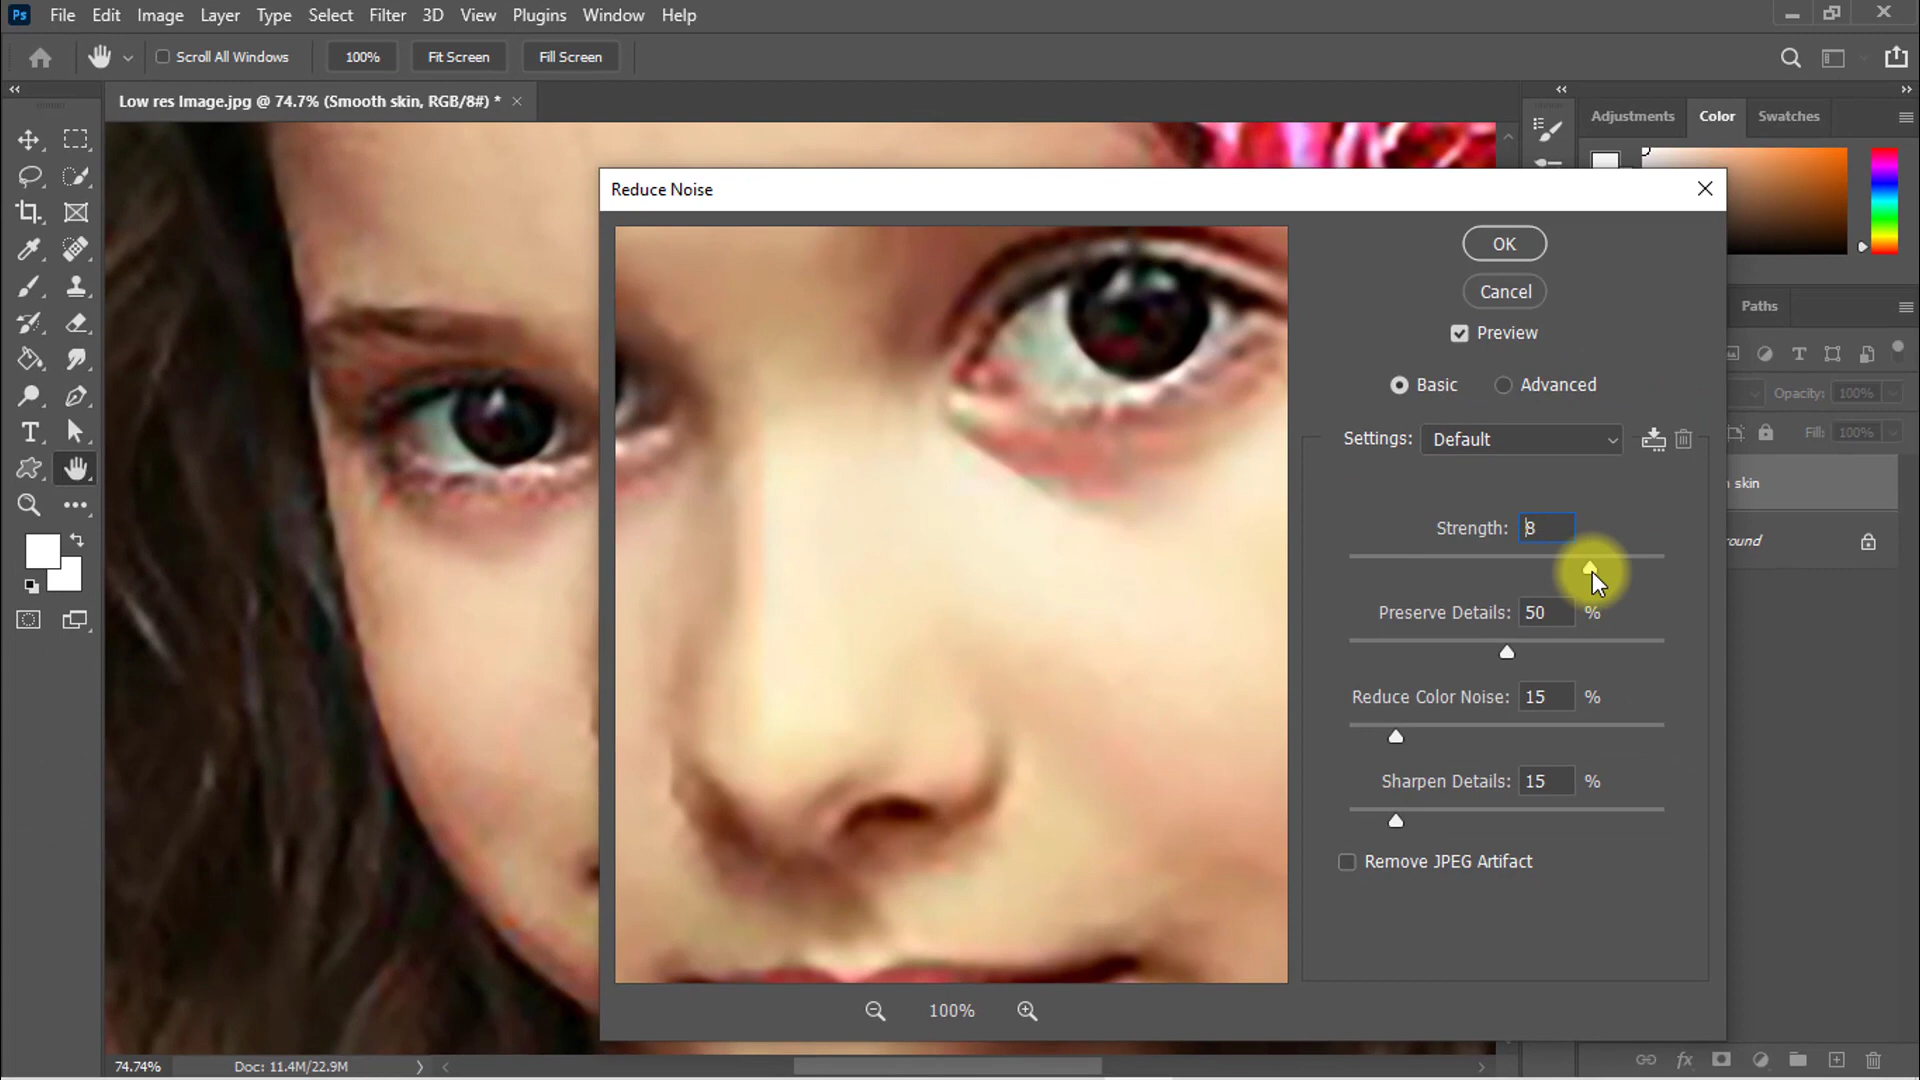 Ps File Edit Image Layer Type Select Filter 3D View Plugins Window Help
Scroll All Windows 100% Fit Screen Fill Screen
Low res Image.jpg @ 74.7% (Smooth skin, RGB/8#) *
Adjustments Color Swatches
Reduce Noise
OK
Cancel
Preview
Basic Advanced
Settings: Default
Strength: 8
Preserve Details: 50 %
Reduce Color Noise: 15 %
Sharpen Details: 15 %
Remove JPEG Artifact
100%
Paths
Opacity: 100%
Fill: 100%
skin
ound
fx
74.74% Doc: 11.4M/22.9M